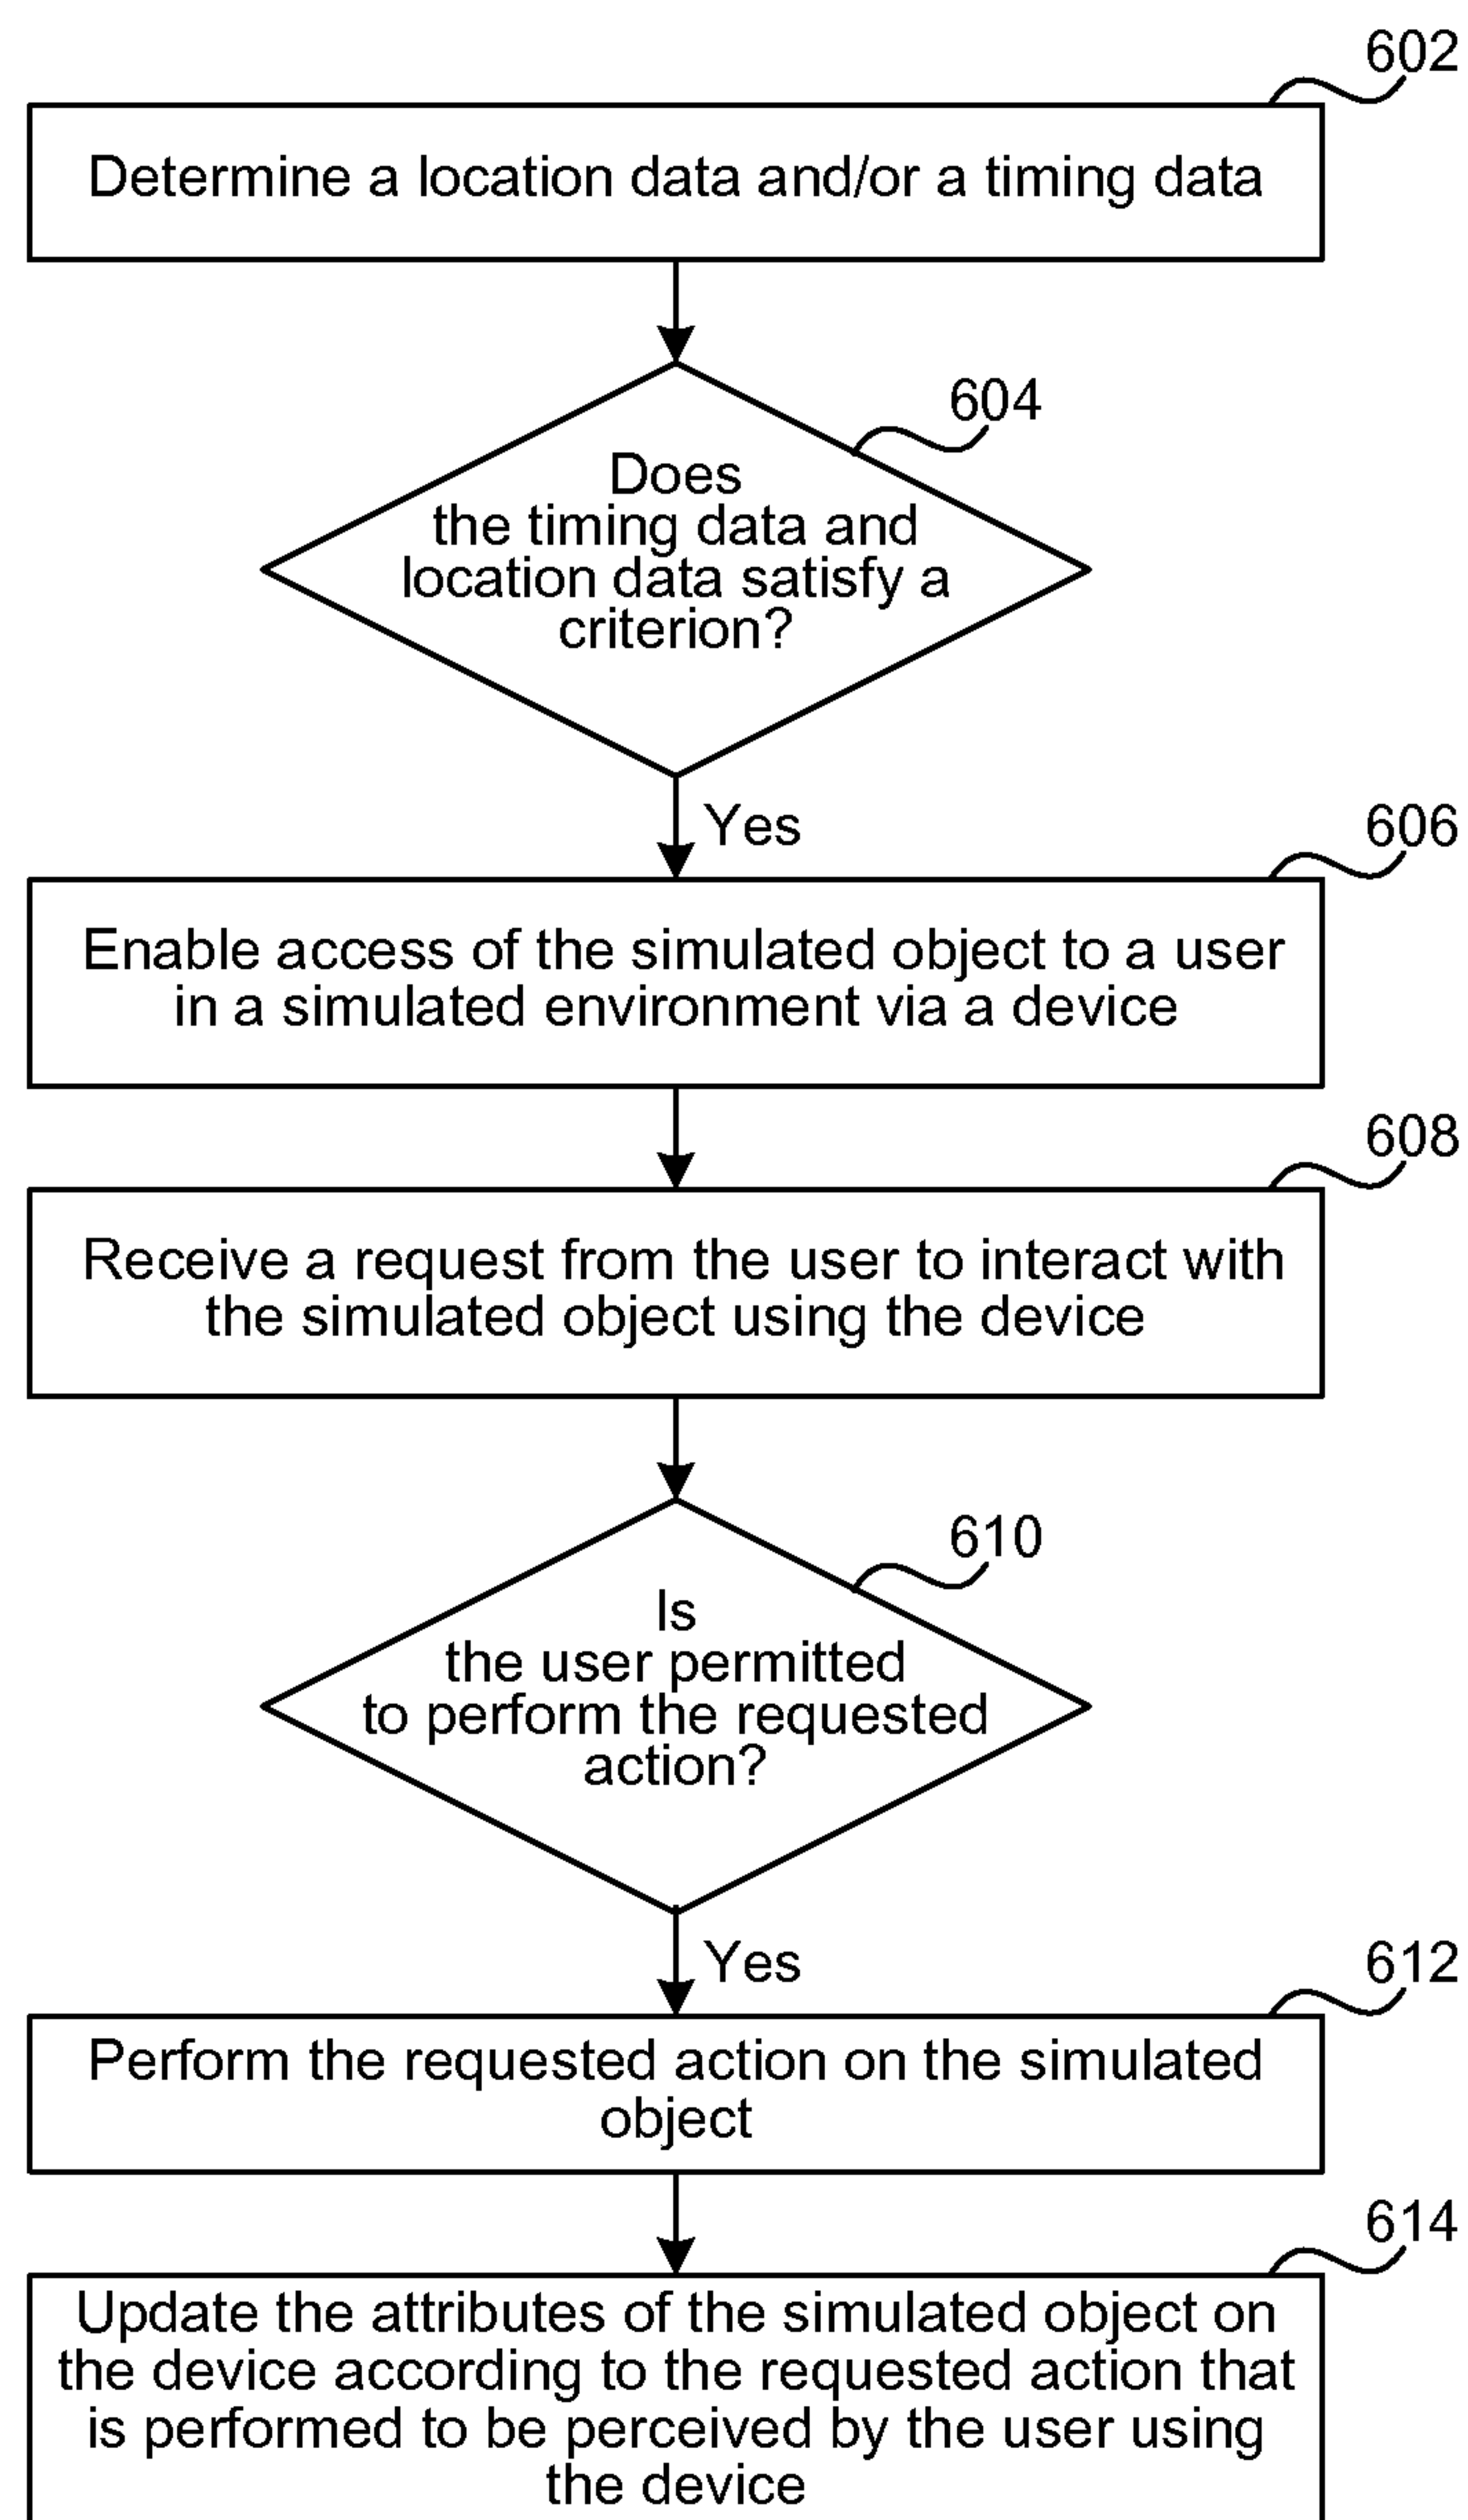 602
Determine a location data and/or a timing data
604
Does
the timing data and
location data satisfy a
criterion?
Yes
606
Enable access of the simulated object to a user
in a simulated environment via a device
608
Receive a request from the user to interact with
the simulated object using the device
610
Is
the user permitted
to perform the requested
action?
Yes
612
Perform the requested action on the simulated
object
614
Update the attributes of the simulated object on
the device according to the requested action that
is performed to be perceived by the user using
the device